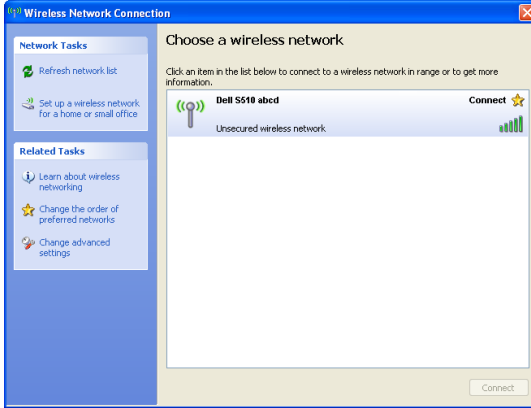 Wireless Network Connection
Network Tasks
Refresh network list
Set up a wireless network
for a home or small office
Related Tasks
Learn about wireless
networking
Change the order of
preferred networks
Change advanced
settings
Choose a wireless network
Click an item in the list below to connect to a wireless network in range or to get more
information.
Dell S510 abcd
Connect
Unsecured wireless network
Connect